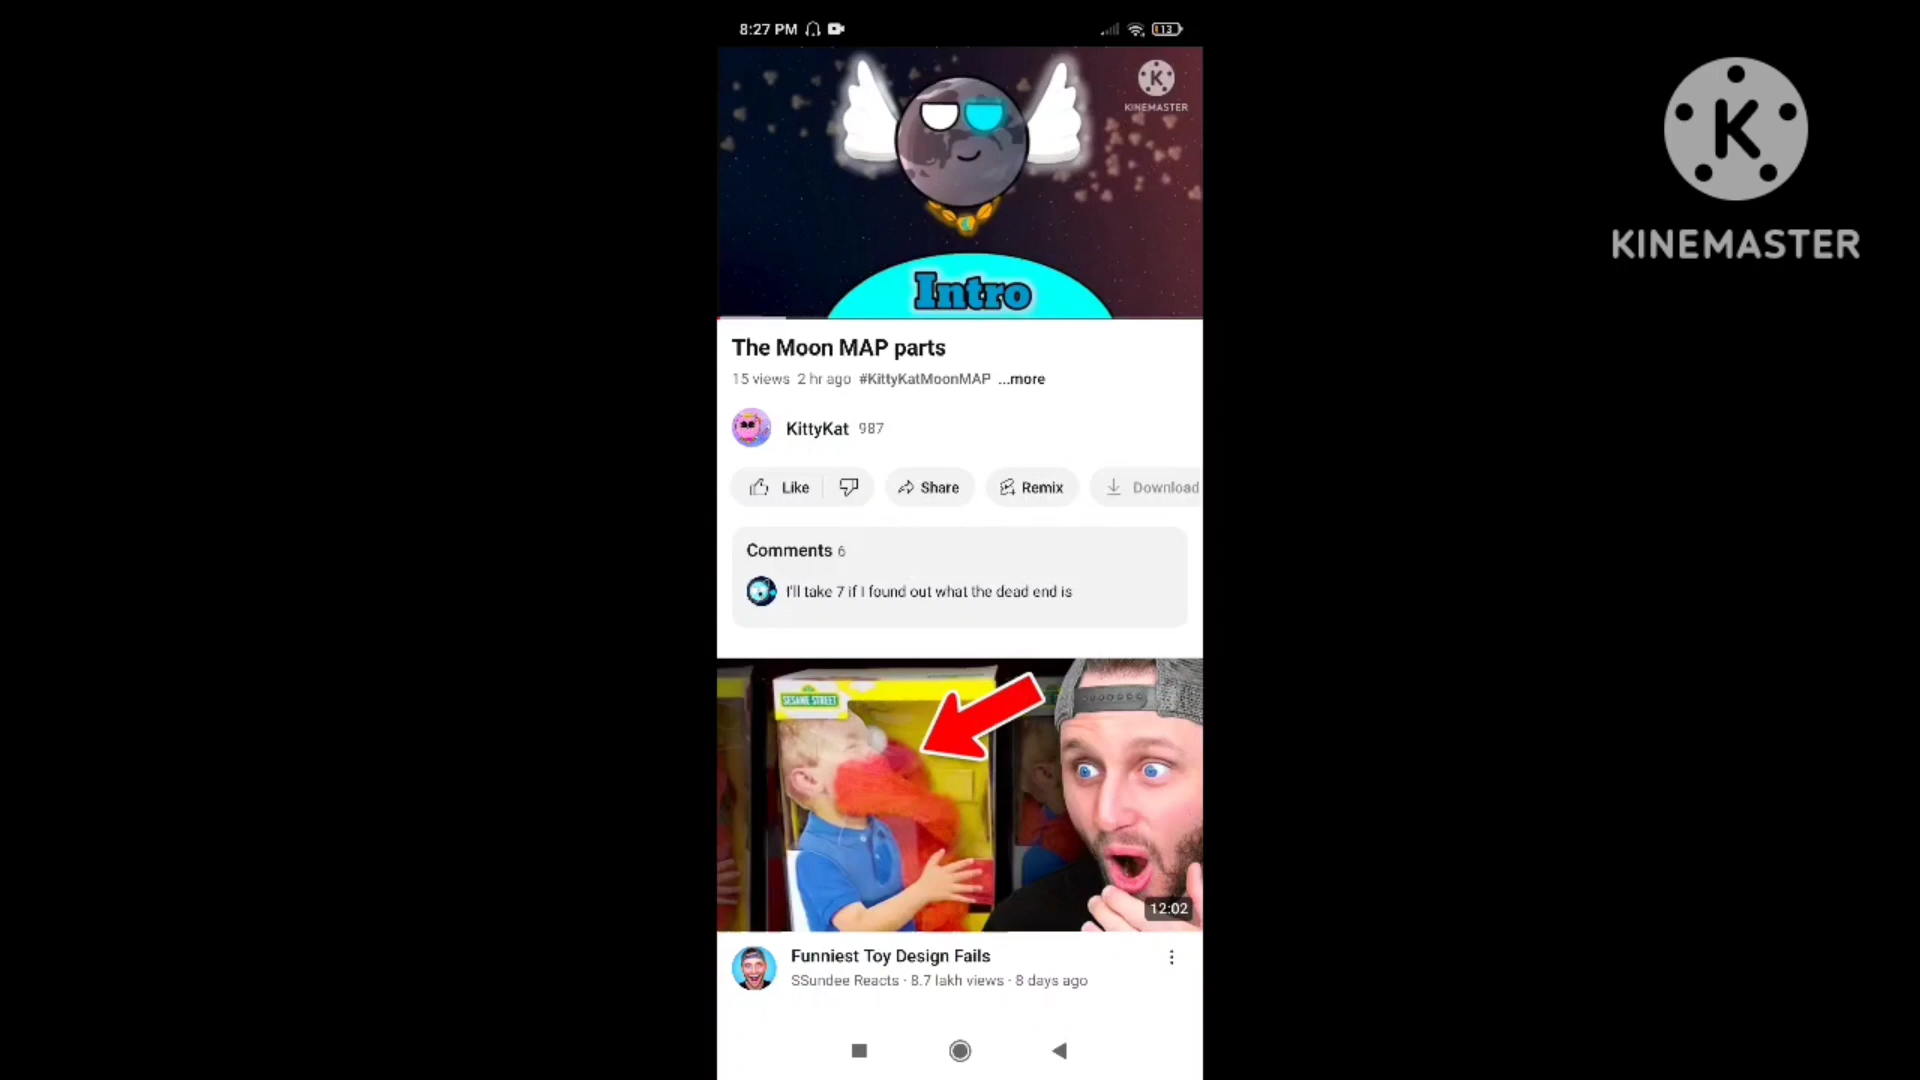 8:27 PM
13
KINEMASTER
K
KINEMASTER
K
Intro
The Moon MAP parts
15 views 2 hr ago #KittyKatMoonMAP ...more
KittyKat 987
Like
Share
Remix
Download
Comments 6
I'll take 7 if I found out what the dead end is
SESAME STREET
12:02
Funniest Toy Design Fails
SSundee Reacts · 8.7 lakh views · 8 days ago